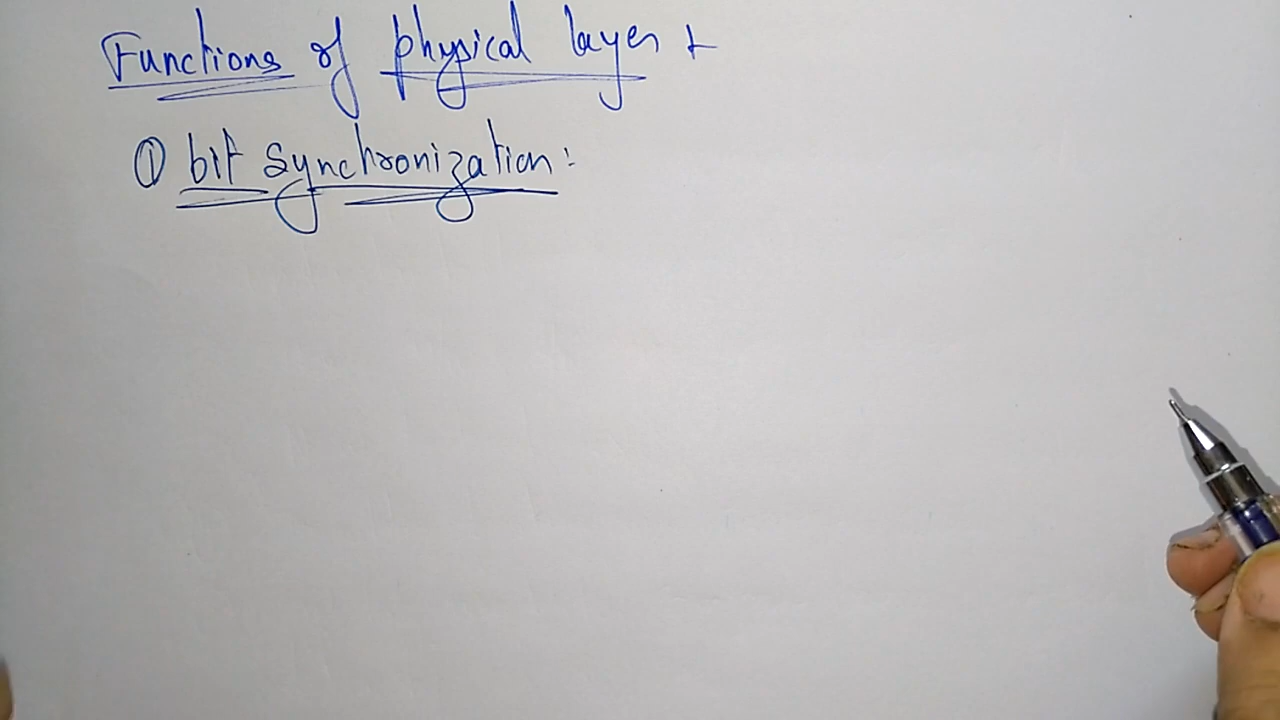 Functions of physical layer :-
① bit synchronization: